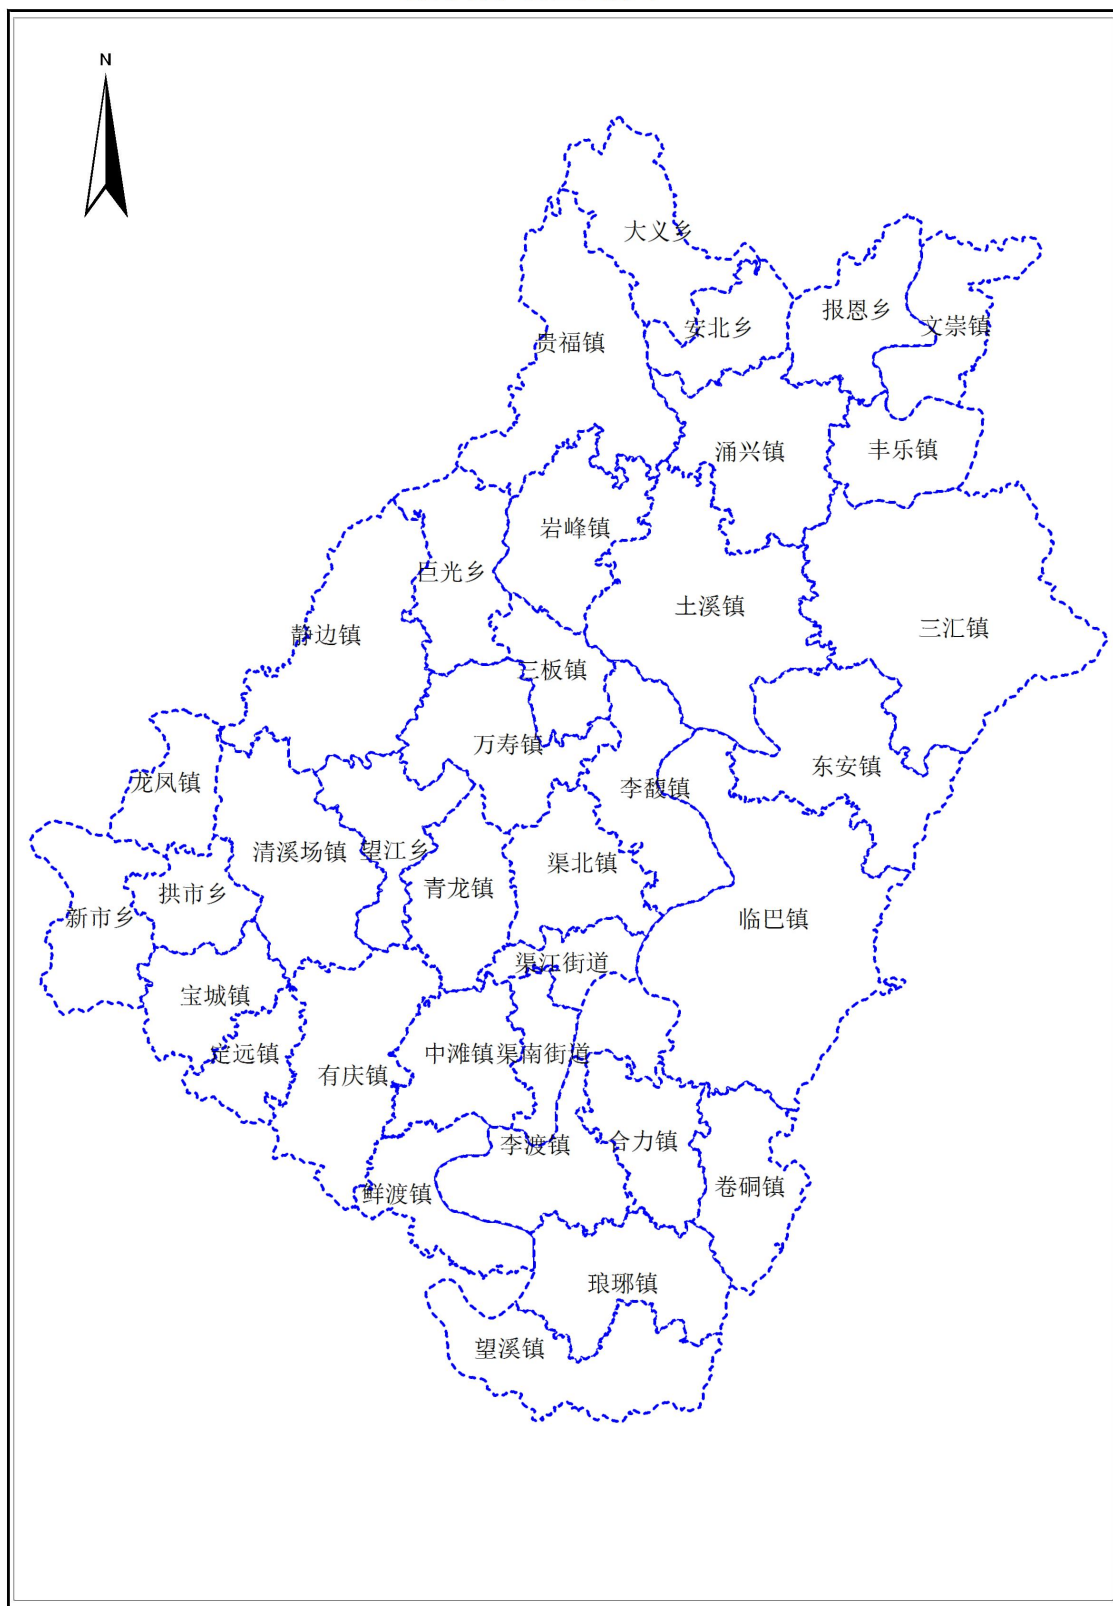 N
大义乡
报恩乡
安北乡
文崇镇
贵福镇
涌兴镇
丰乐镇
岩峰镇
巨光乡
土溪镇
三汇镇
静边镇
三板镇
万寿镇
东安镇
龙凤镇
李馥镇
清溪场镇
望江乡
渠北镇
青龙镇
拱市乡
新市乡
临巴镇
渠江街道
宝城镇
定远镇
中滩镇
渠南街道
有庆镇
李渡镇
合力镇
卷硐镇
鲜渡镇
琅琊镇
望溪镇